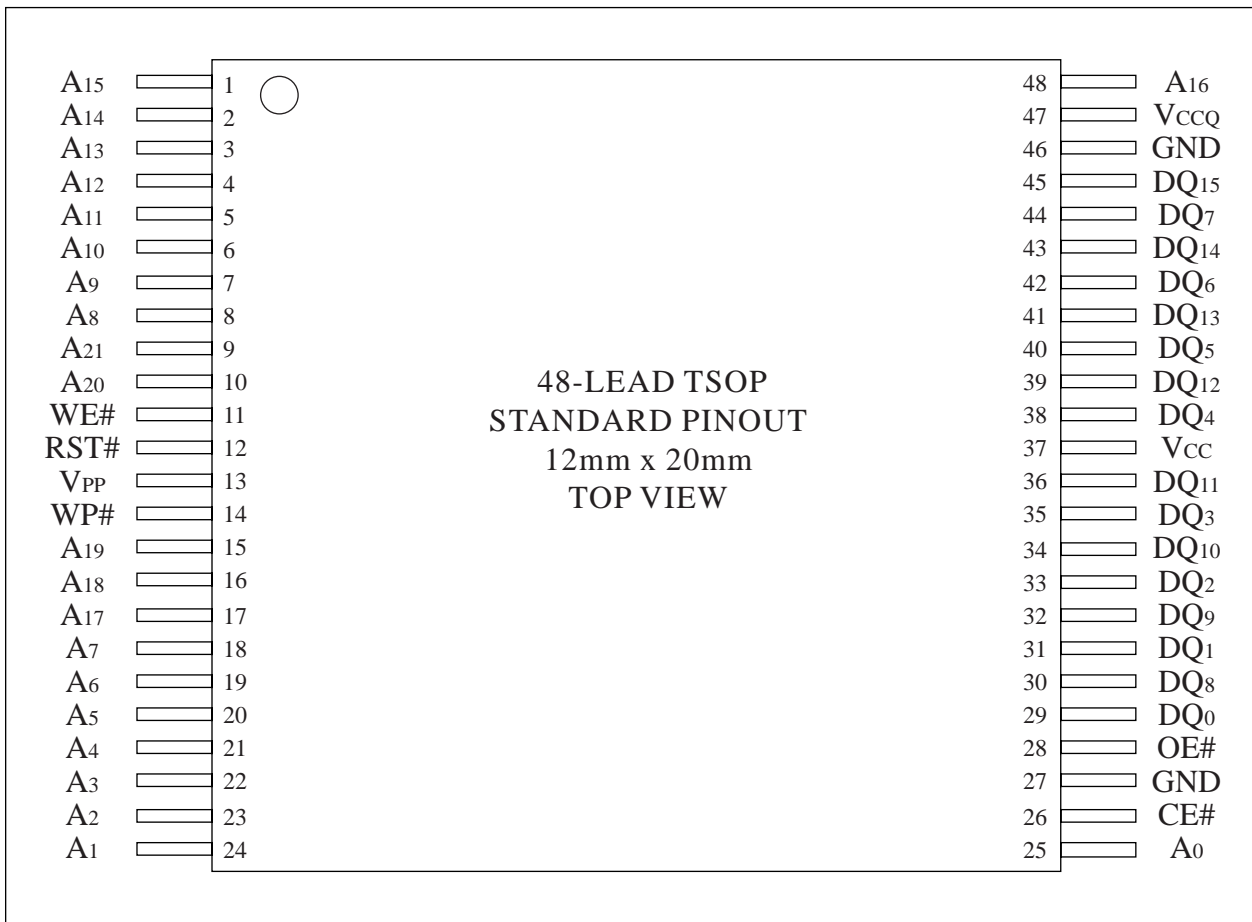 A15 1 48 A16
A14 2 47 VCCQ
A13 3 46 GND
A12 4 45 DQ15
A11 5 44 DQ7
A10 6 43 DQ14
A9 7 42 DQ6
A8 8 41 DQ13
A21 9 40 DQ5
A20 10 39 DQ12
WE# 11 38 DQ4
RST# 12 37 VCC
VPP 13 36 DQ11
WP# 14 35 DQ3
A19 15 34 DQ10
A18 16 33 DQ2
A17 17 32 DQ9
A7 18 31 DQ1
A6 19 30 DQ8
A5 20 29 DQ0
A4 21 28 OE#
A3 22 27 GND
A2 23 26 CE#
A1 24 25 A0
48-LEAD TSOP
STANDARD PINOUT
12mm x 20mm
TOP VIEW